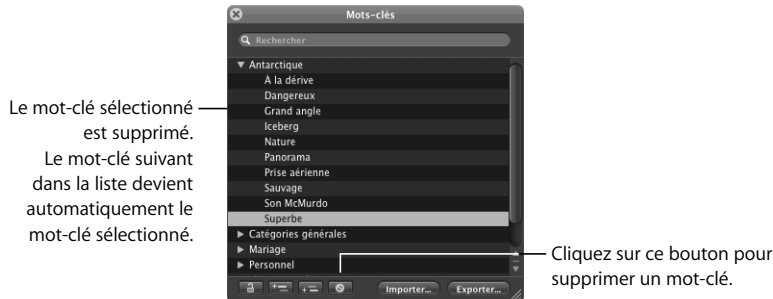 Mots-clés
Rechercher
Antarctique
À la dérive
Dangereux
Grand angle
Iceberg
Nature
Panorama
Prise aérienne
Sauvage
Son McMurdo
Superbe
Catégories générales
Mariage
Personnel
Importer...
Exporter...
Le mot-clé sélectionné
est supprimé.
Le mot-clé suivant
dans la liste devient
automatiquement le
mot-clé sélectionné.
Cliquez sur ce bouton pour
supprimer un mot-clé.